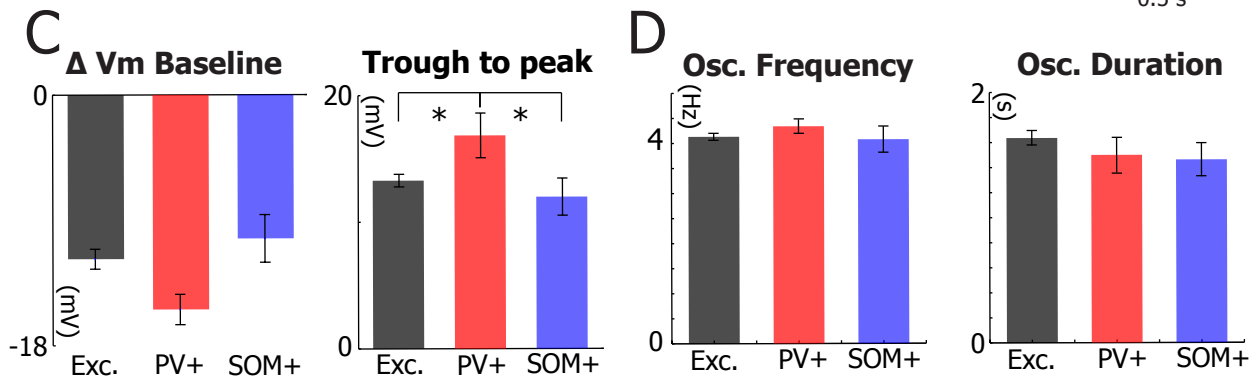 0.5 s
C
Δ Vm Baseline
0
(mV)
-18
Exc. PV+ SOM+
Trough to peak
20
(mV)
* *
0
Exc. PV+ SOM+
D
Osc. Frequency
(Hz)
4
0
Exc. PV+ SOM+
Osc. Duration
2
(s)
0
Exc. PV+ SOM+